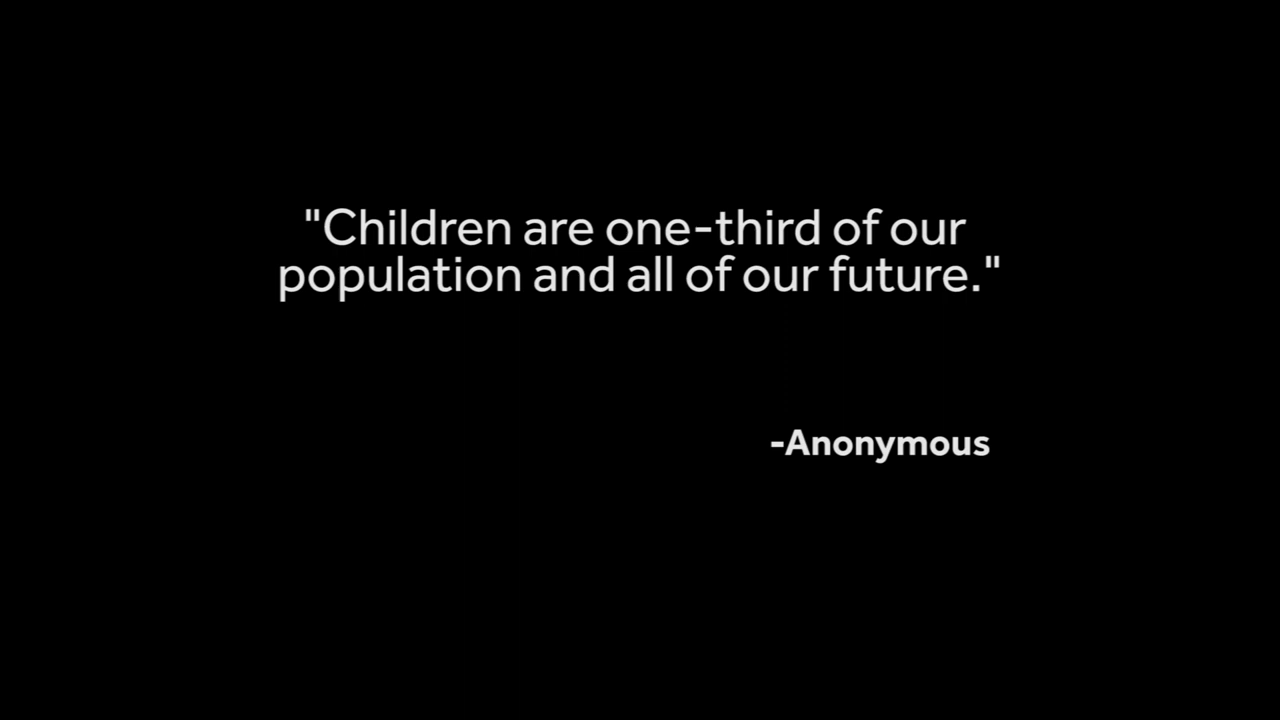 "Children are one-third of our
population and all of our future."
-Anonymous